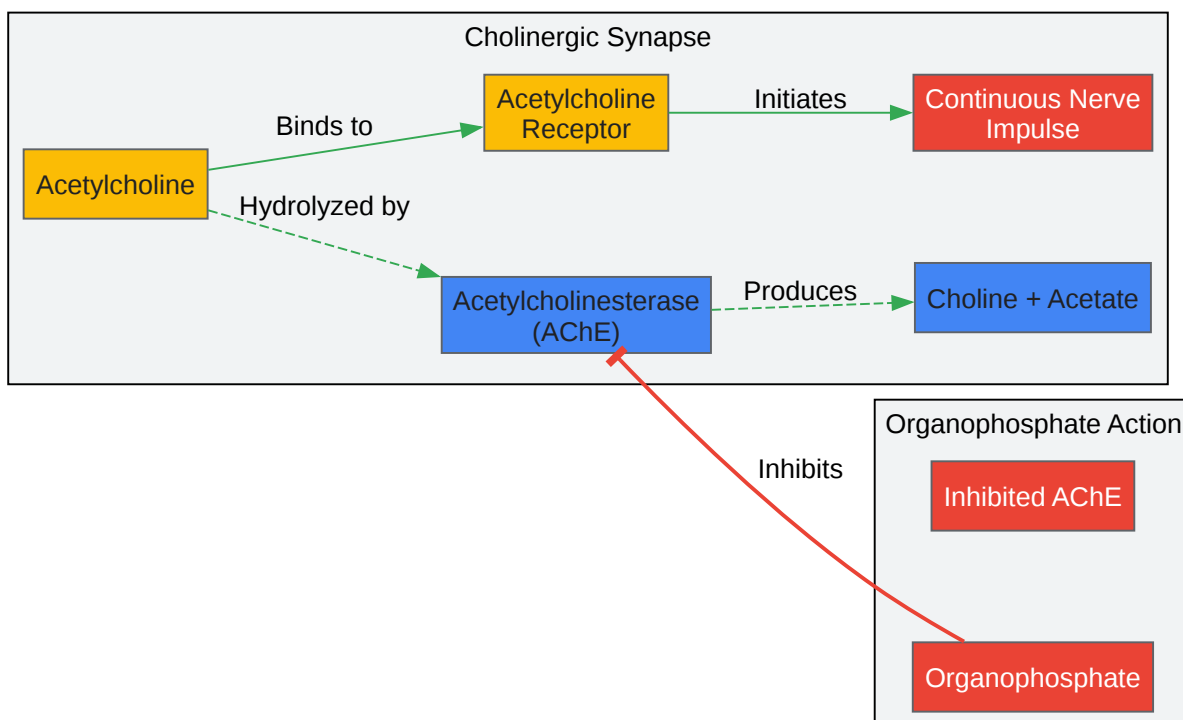 Cholinergic Synapse
Acetylcholine
Receptor
Initiates
Continuous Nerve
Impulse
Binds to
Acetylcholine
Hydrolyzed by
Acetylcholinesterase
(AChE)
Produces
Choline + Acetate
Organophosphate Action
Inhibits
Inhibited AChE
Organophosphate